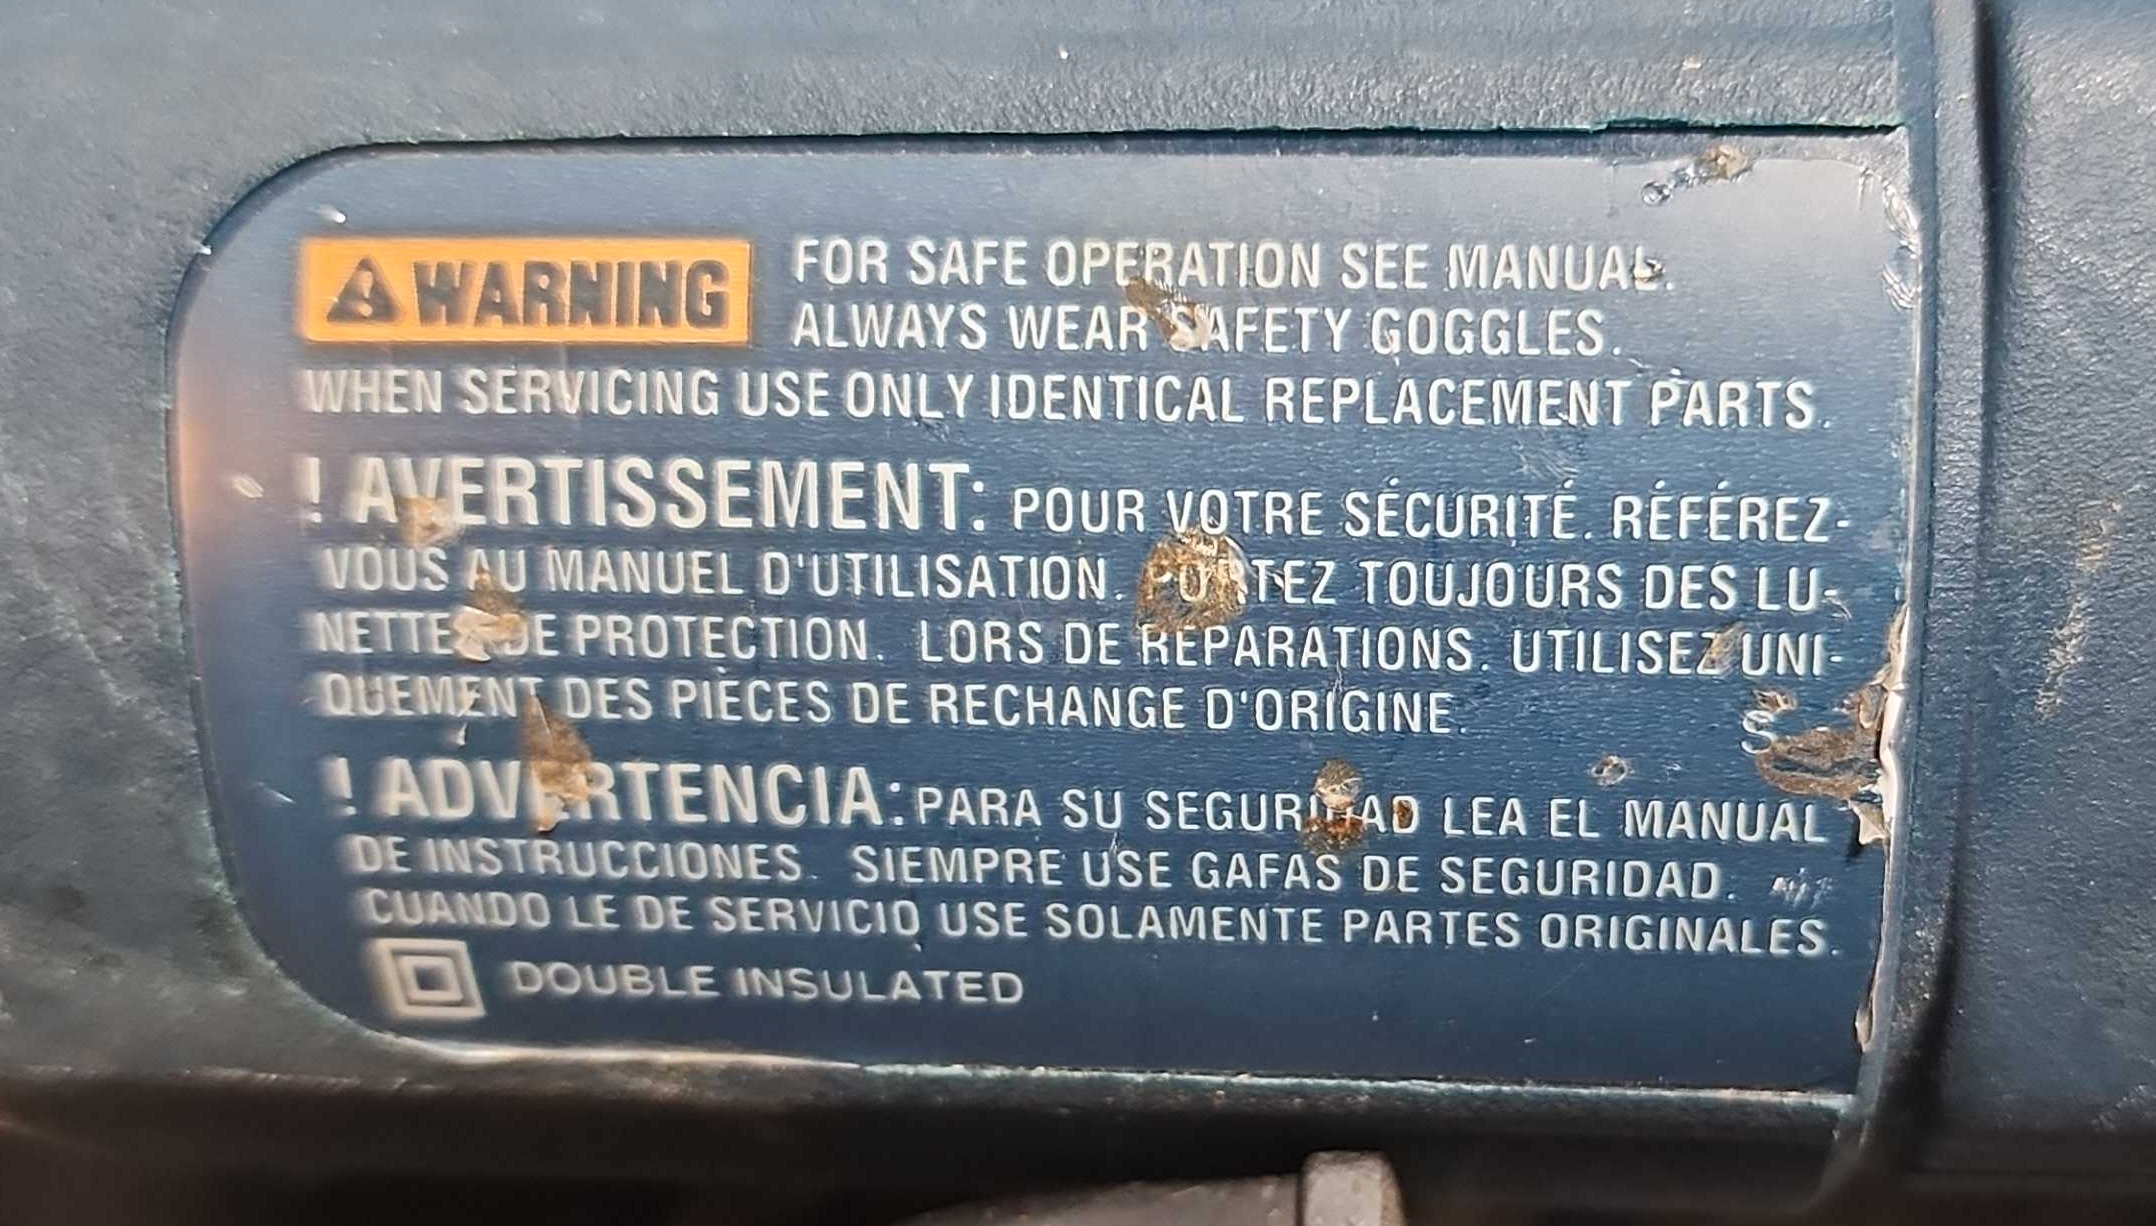 ⚠ WARNING FOR SAFE OPERATION SEE MANUAL.
ALWAYS WEAR SAFETY GOGGLES.
WHEN SERVICING USE ONLY IDENTICAL REPLACEMENT PARTS.
! AVERTISSEMENT: POUR VOTRE SÉCURITÉ. RÉFÉREZ-
VOUS AU MANUEL D'UTILISATION. PORTEZ TOUJOURS DES LU-
NETTES DE PROTECTION. LORS DE RÉPARATIONS. UTILISEZ UNI-
QUEMENT DES PIÈCES DE RECHANGE D'ORIGINE.
S
! ADVERTENCIA: PARA SU SEGURIDAD LEA EL MANUAL
DE INSTRUCCIONES. SIEMPRE USE GAFAS DE SEGURIDAD.
CUANDO LE DE SERVICIO USE SOLAMENTE PARTES ORIGINALES.
DOUBLE INSULATED